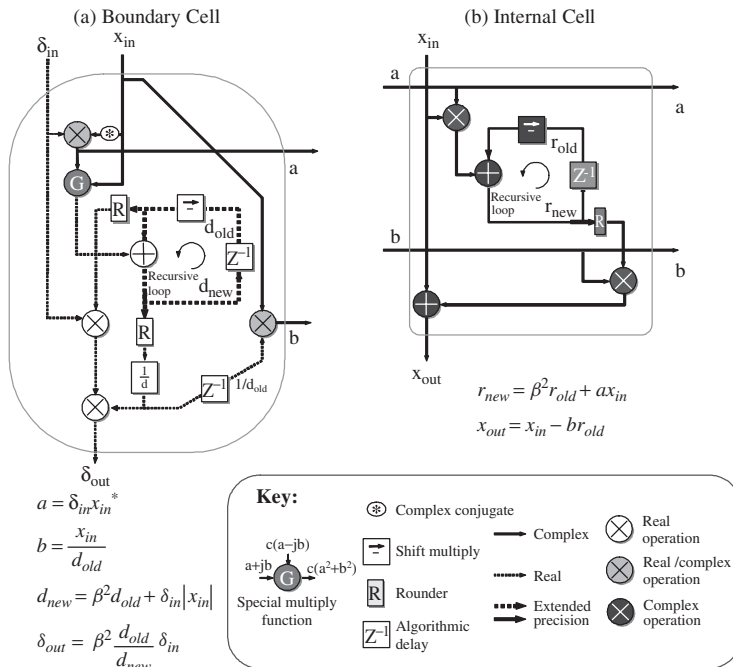 (a) Boundary Cell
(b) Internal Cell
δin
xin
a
G
R
dold
Z-1
Recursive
loop
dnew
R
b
1
d
Z-1
1/dold
δout
a = δin xin*
b = xin
dold
dnew = β2dold + δin|xin|
δout = β2 dold δin
dnew
xin
a
a
rold
Z-1
Recursive
loop
rnew
R
b
b
xout
rnew = β2rold + axin
xout = xin − brold
Key:
c(a−jb)
a+jb
c(a2+b2)
G
Special multiply
function
Complex conjugate
Shift multiply
R
Rounder
Z-1
Algorithmic
delay
Complex
Real
Extended
precision
Real
operation
Real /complex
operation
Complex
operation